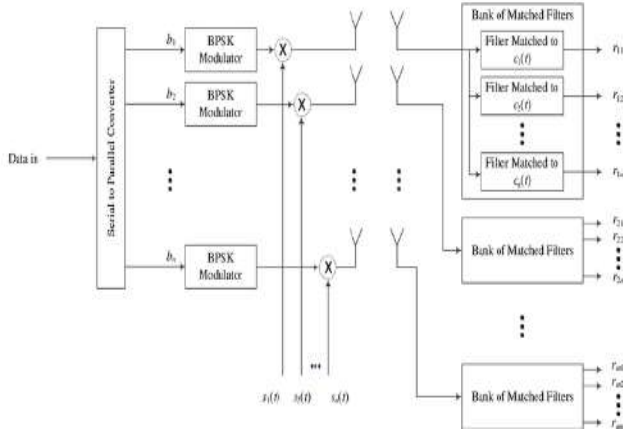 Data in
Serial to Parallel Converter
b₁
BPSK
Modulator
X
b₂
BPSK
Modulator
X
bₙ
BPSK
Modulator
X
s₁(t) s₂(t) sₙ(t)
Bank of Matched Filters
Filter Matched to
c₁(t)
r₁₁
Filter Matched to
c₂(t)
r₁₂
Filter Matched to
r₁ₙ
Bank of Matched Filters
r₂₁
r₂₂
r₂ₙ
Bank of Matched Filters